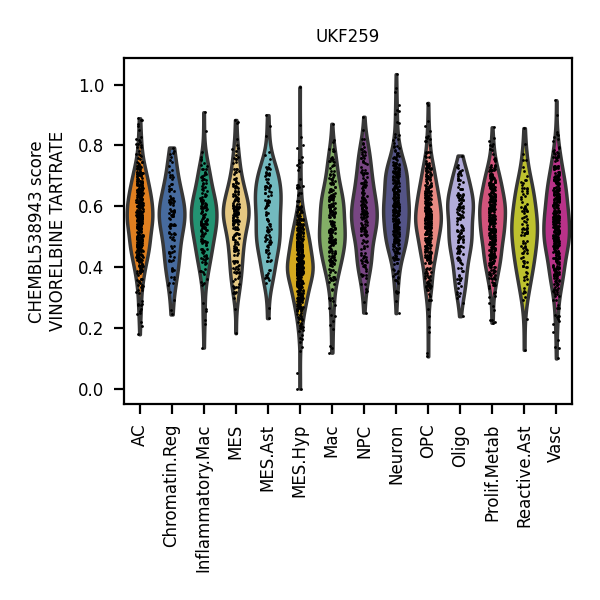 UKF259
CHEMBL538943 score
VINORELBINE TARTRATE
1.0
0.8
0.6
0.4
0.2
0.0
AC
Chromatin.Reg
Inflammatory.Mac
MES
MES.Ast
MES.Hyp
Mac
NPC
Neuron
OPC
Oligo
Prolif.Metab
Reactive.Ast
Vasc